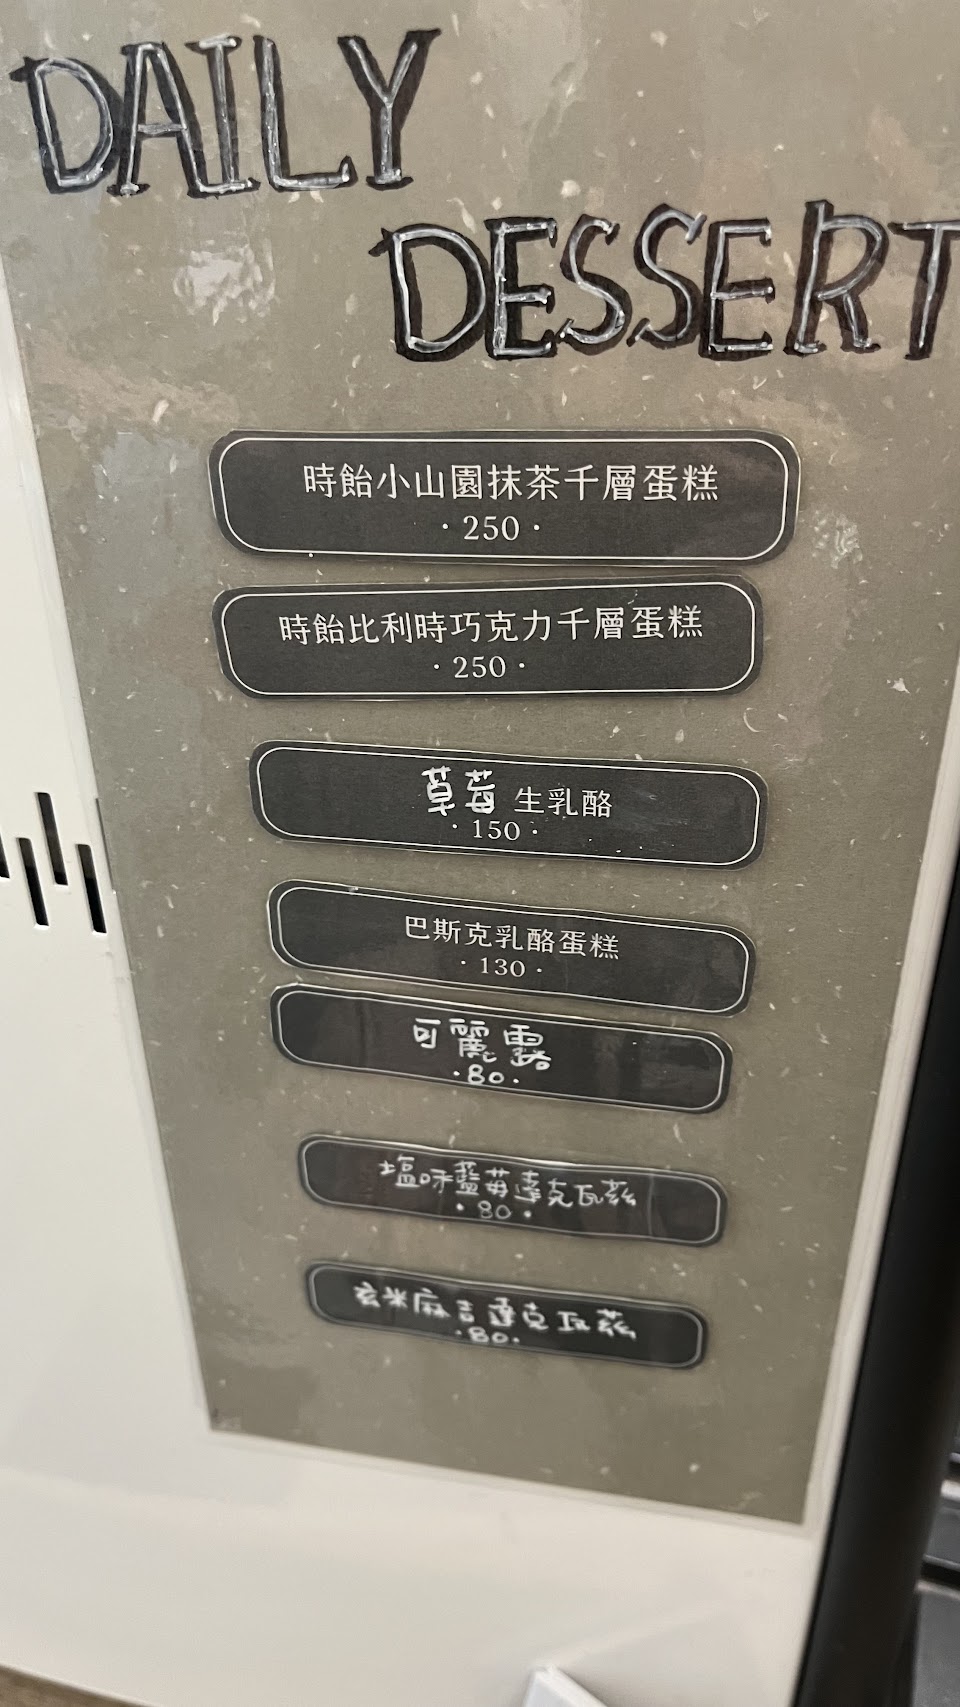 DAILY
DESSERT
時飴小山園抹茶千層蛋糕
·250·
時飴比利時巧克力千層蛋糕
·250·
草莓 生乳酪
·150·
巴斯克乳酪蛋糕
·130·
可麗露
·80·
塩味藍莓達克瓦茲
·80·
玄米麻吉達克瓦茲
·80·